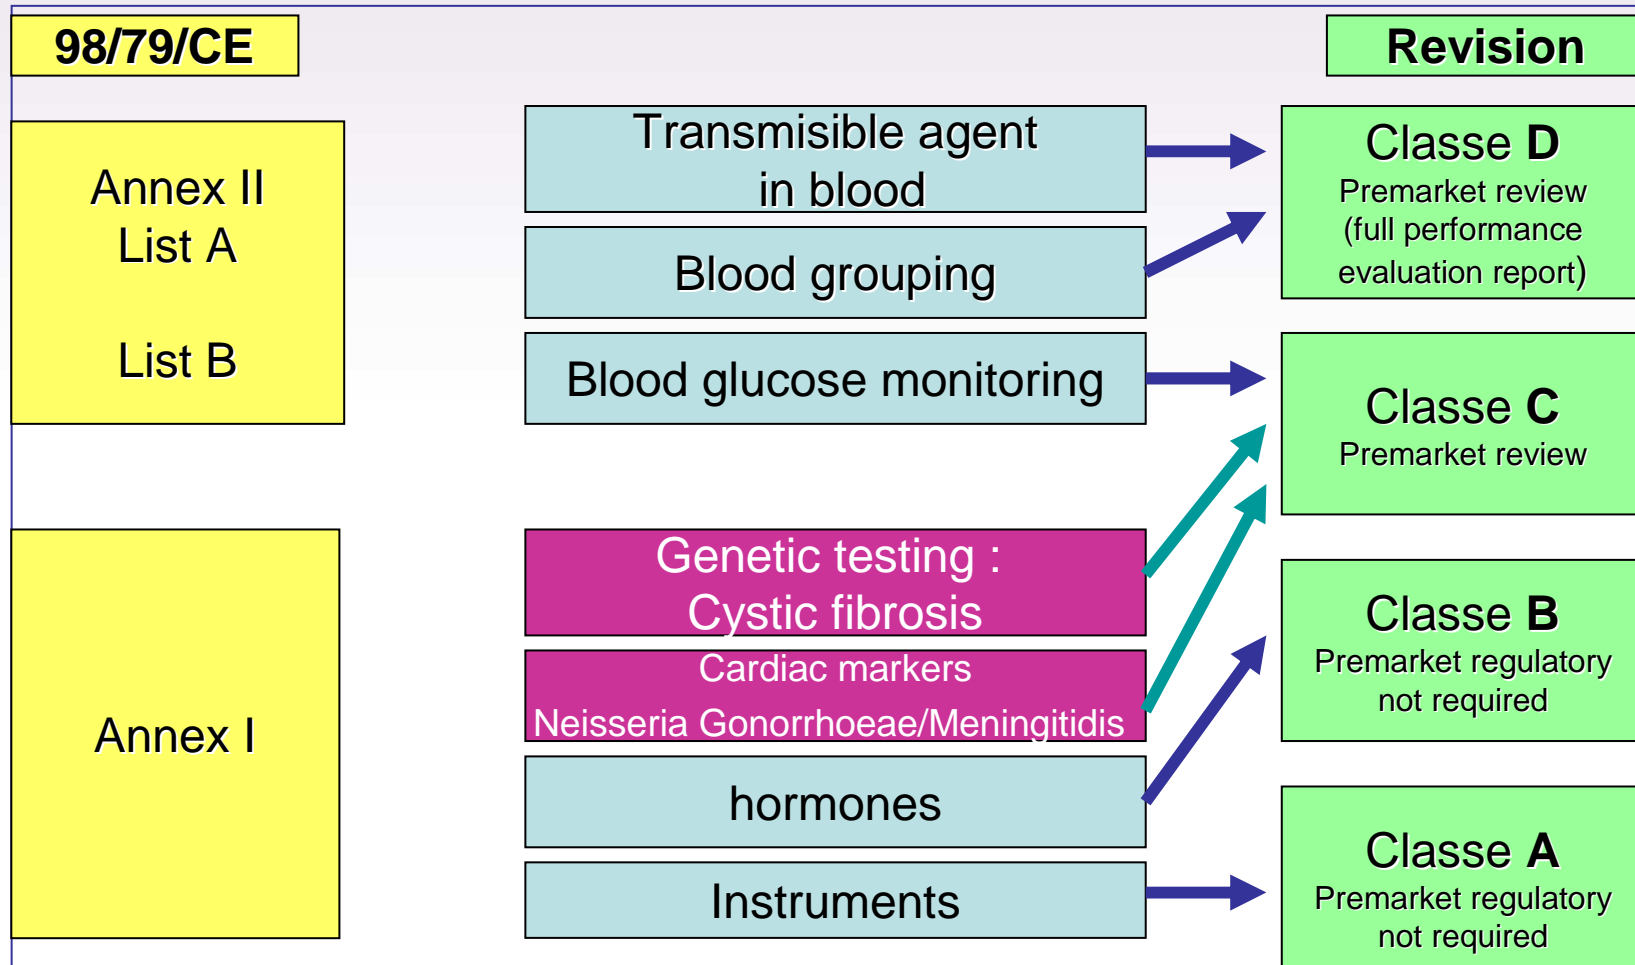 98/79/CE
Revision
Annex II
List A
List B
Transmisible agent
in blood
Blood grouping
Blood glucose monitoring
Classe D
Premarket review
(full performance
evaluation report)
Classe C
Premarket review
Annex I
Genetic testing :
Cystic fibrosis
Cardiac markers
Neisseria Gonorrhoeae/Meningitidis
hormones
Instruments
Classe B
Premarket regulatory
not required
Classe A
Premarket regulatory
not required